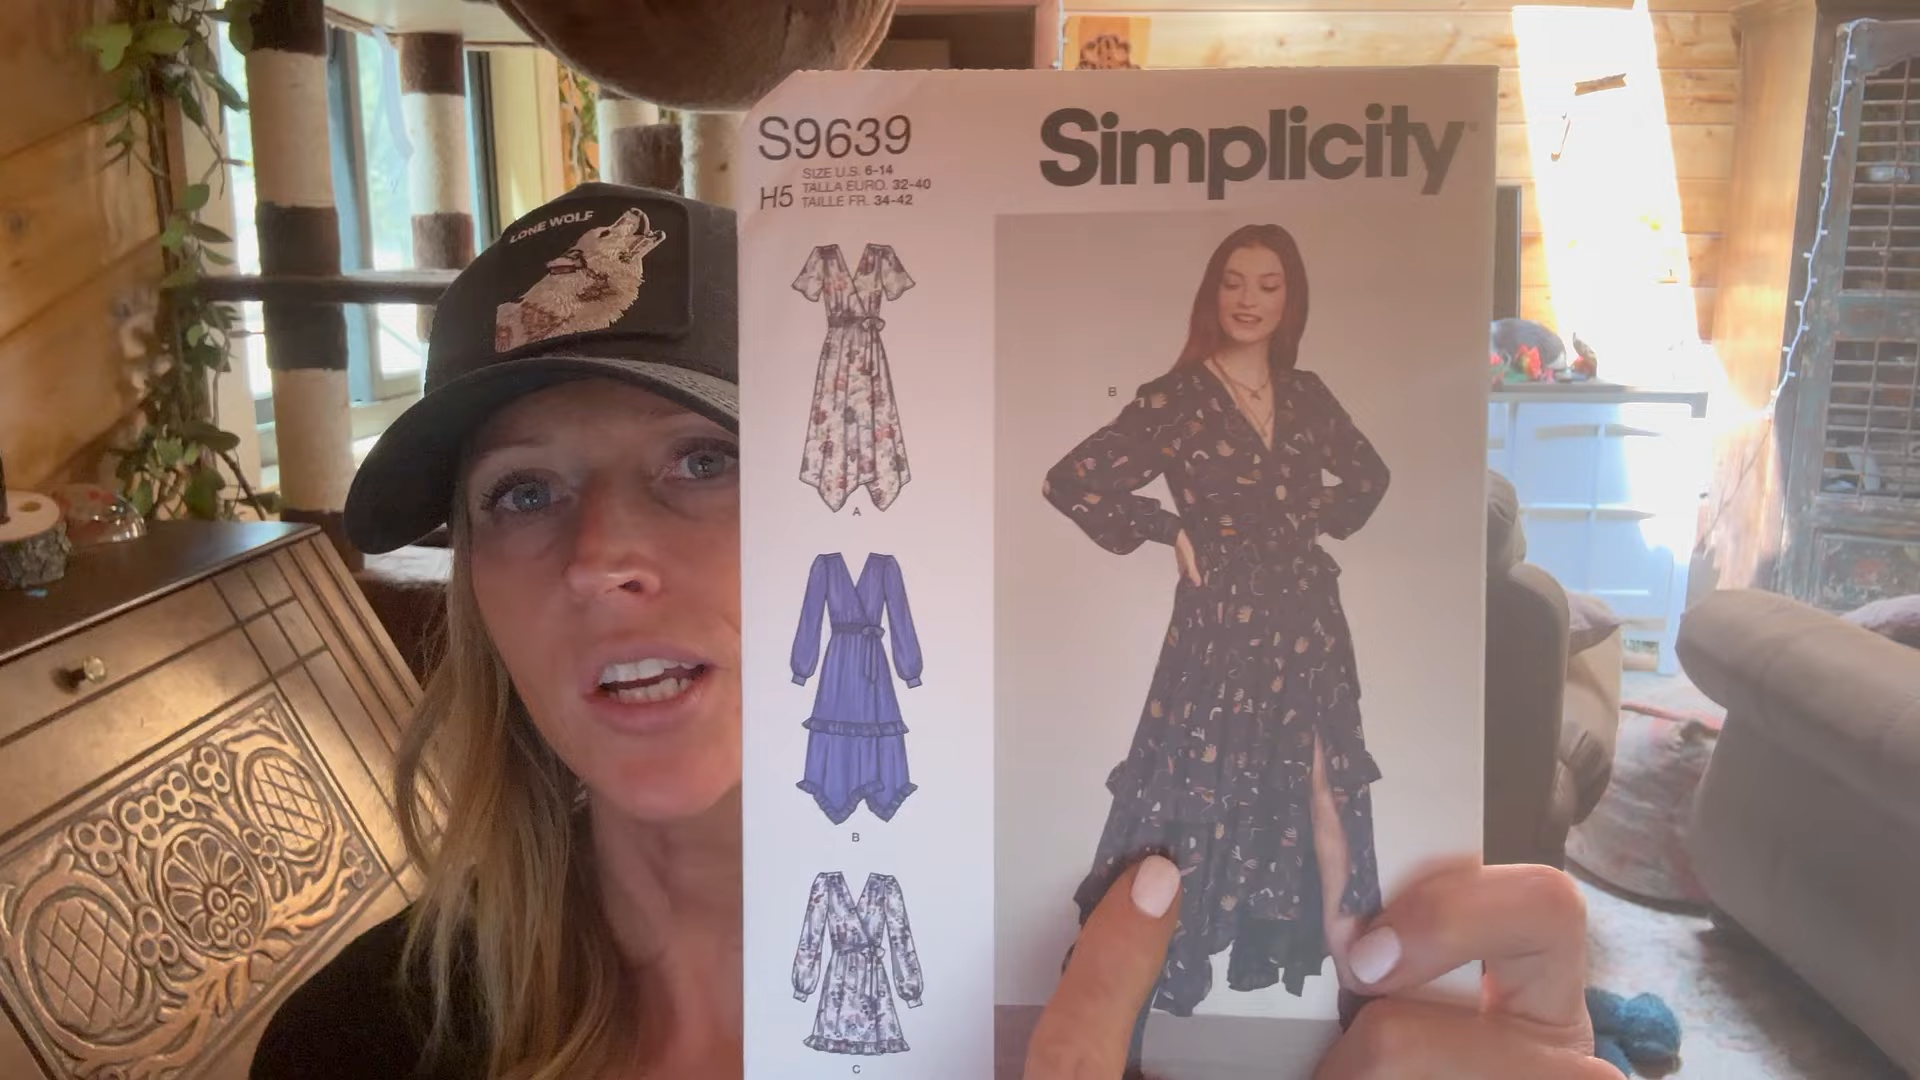 LONE WOLF
S9639
H5
SIZE U.S. 6-14
TALLA EURO. 32-40
TAILLE FR. 34-42
Simplicity
A
B
C
B